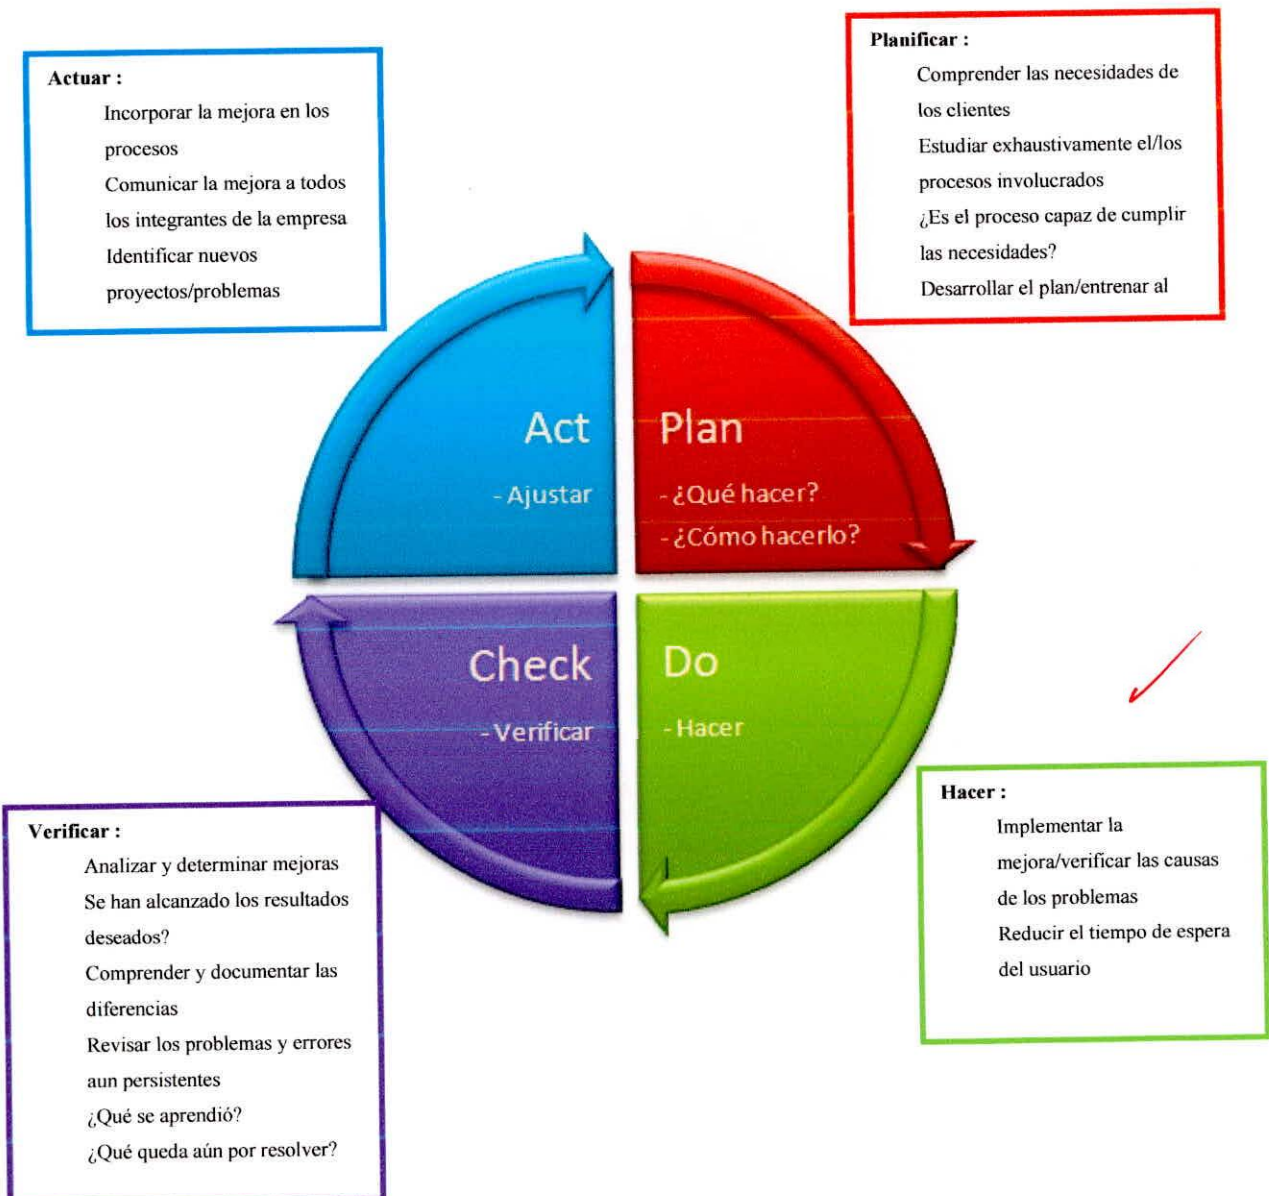 Actuar :
Incorporar la mejora en los
procesos
Comunicar la mejora a todos
los integrantes de la empresa
Identificar nuevos
proyectos/problemas
Planificar :
Comprender las necesidades de
los clientes
Estudiar exhaustivamente el/los
procesos involucrados
¿Es el proceso capaz de cumplir
las necesidades?
Desarrollar el plan/entrenar al
Act
- Ajustar
Plan
- ¿Qué hacer?
- ¿Cómo hacerlo?
Check
- Verificar
Do
- Hacer
Verificar :
Analizar y determinar mejoras
Se han alcanzado los resultados
deseados?
Comprender y documentar las
diferencias
Revisar los problemas y errores
aun persistentes
¿Qué se aprendió?
¿Qué queda aún por resolver?
Hacer :
Implementar la
mejora/verificar las causas
de los problemas
Reducir el tiempo de espera
del usuario